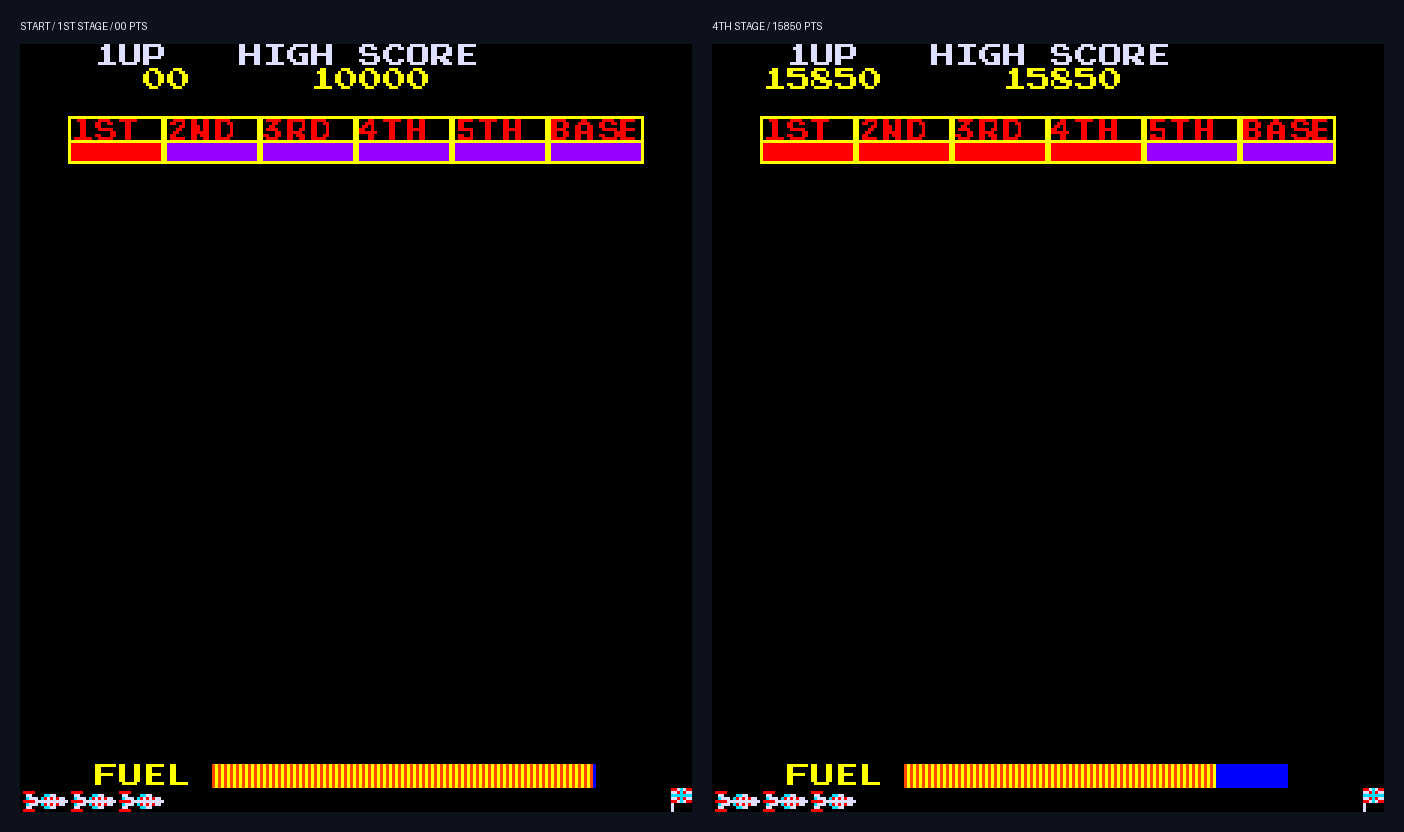 START / 1ST STAGE / 00 PTS
1UP HIGH SCORE
00 10000
1ST 2ND 3RD 4TH 5TH BASE
FUEL
4TH STAGE / 15850 PTS
1UP HIGH SCORE
15850 15850
1ST 2ND 3RD 4TH 5TH BASE
FUEL